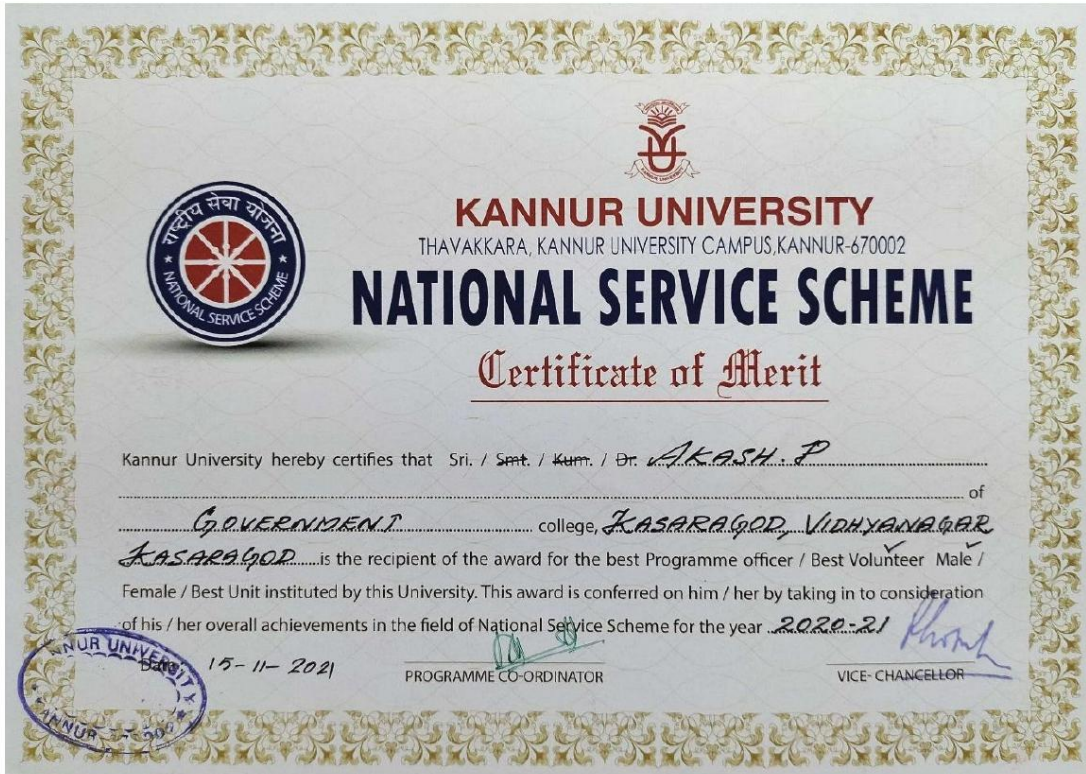 KANNUR UNIVERSITY
राष्ट्रीय सेवा योजना
NATIONAL SERVICE SCHEME
KANNUR UNIVERSITY
THAVAKKARA, KANNUR UNIVERSITY CAMPUS,KANNUR-670002
NATIONAL SERVICE SCHEME
Certificate of Merit
Kannur University hereby certifies that Sri. / Smt. / Kum. / Dr. AKASH. P
of
GOVERNMENT college, KASARAGOD, VIDHYANAGAR
KASARAGOD is the recipient of the award for the best Programme officer / Best Volunteer Male /
Female / Best Unit instituted by this University. This award is conferred on him / her by taking in to consideration
of his / her overall achievements in the field of National Service Scheme for the year 2020-21
Date: 15-11-2021
PROGRAMME CO-ORDINATOR
VICE- CHANCELLOR
KANNUR UNIVERSITY